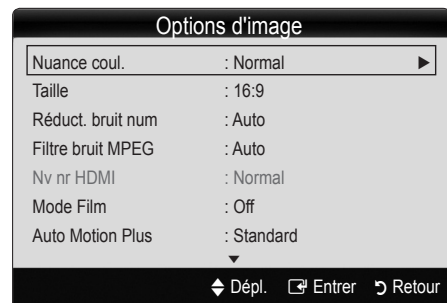 Options d'image
Nuance coul. : Normal
Taille : 16:9
Réduct. bruit num : Auto
Filtre bruit MPEG : Auto
Nv nr HDMI : Normal
Mode Film : Off
Auto Motion Plus : Standard
Dépl. Entrer Retour